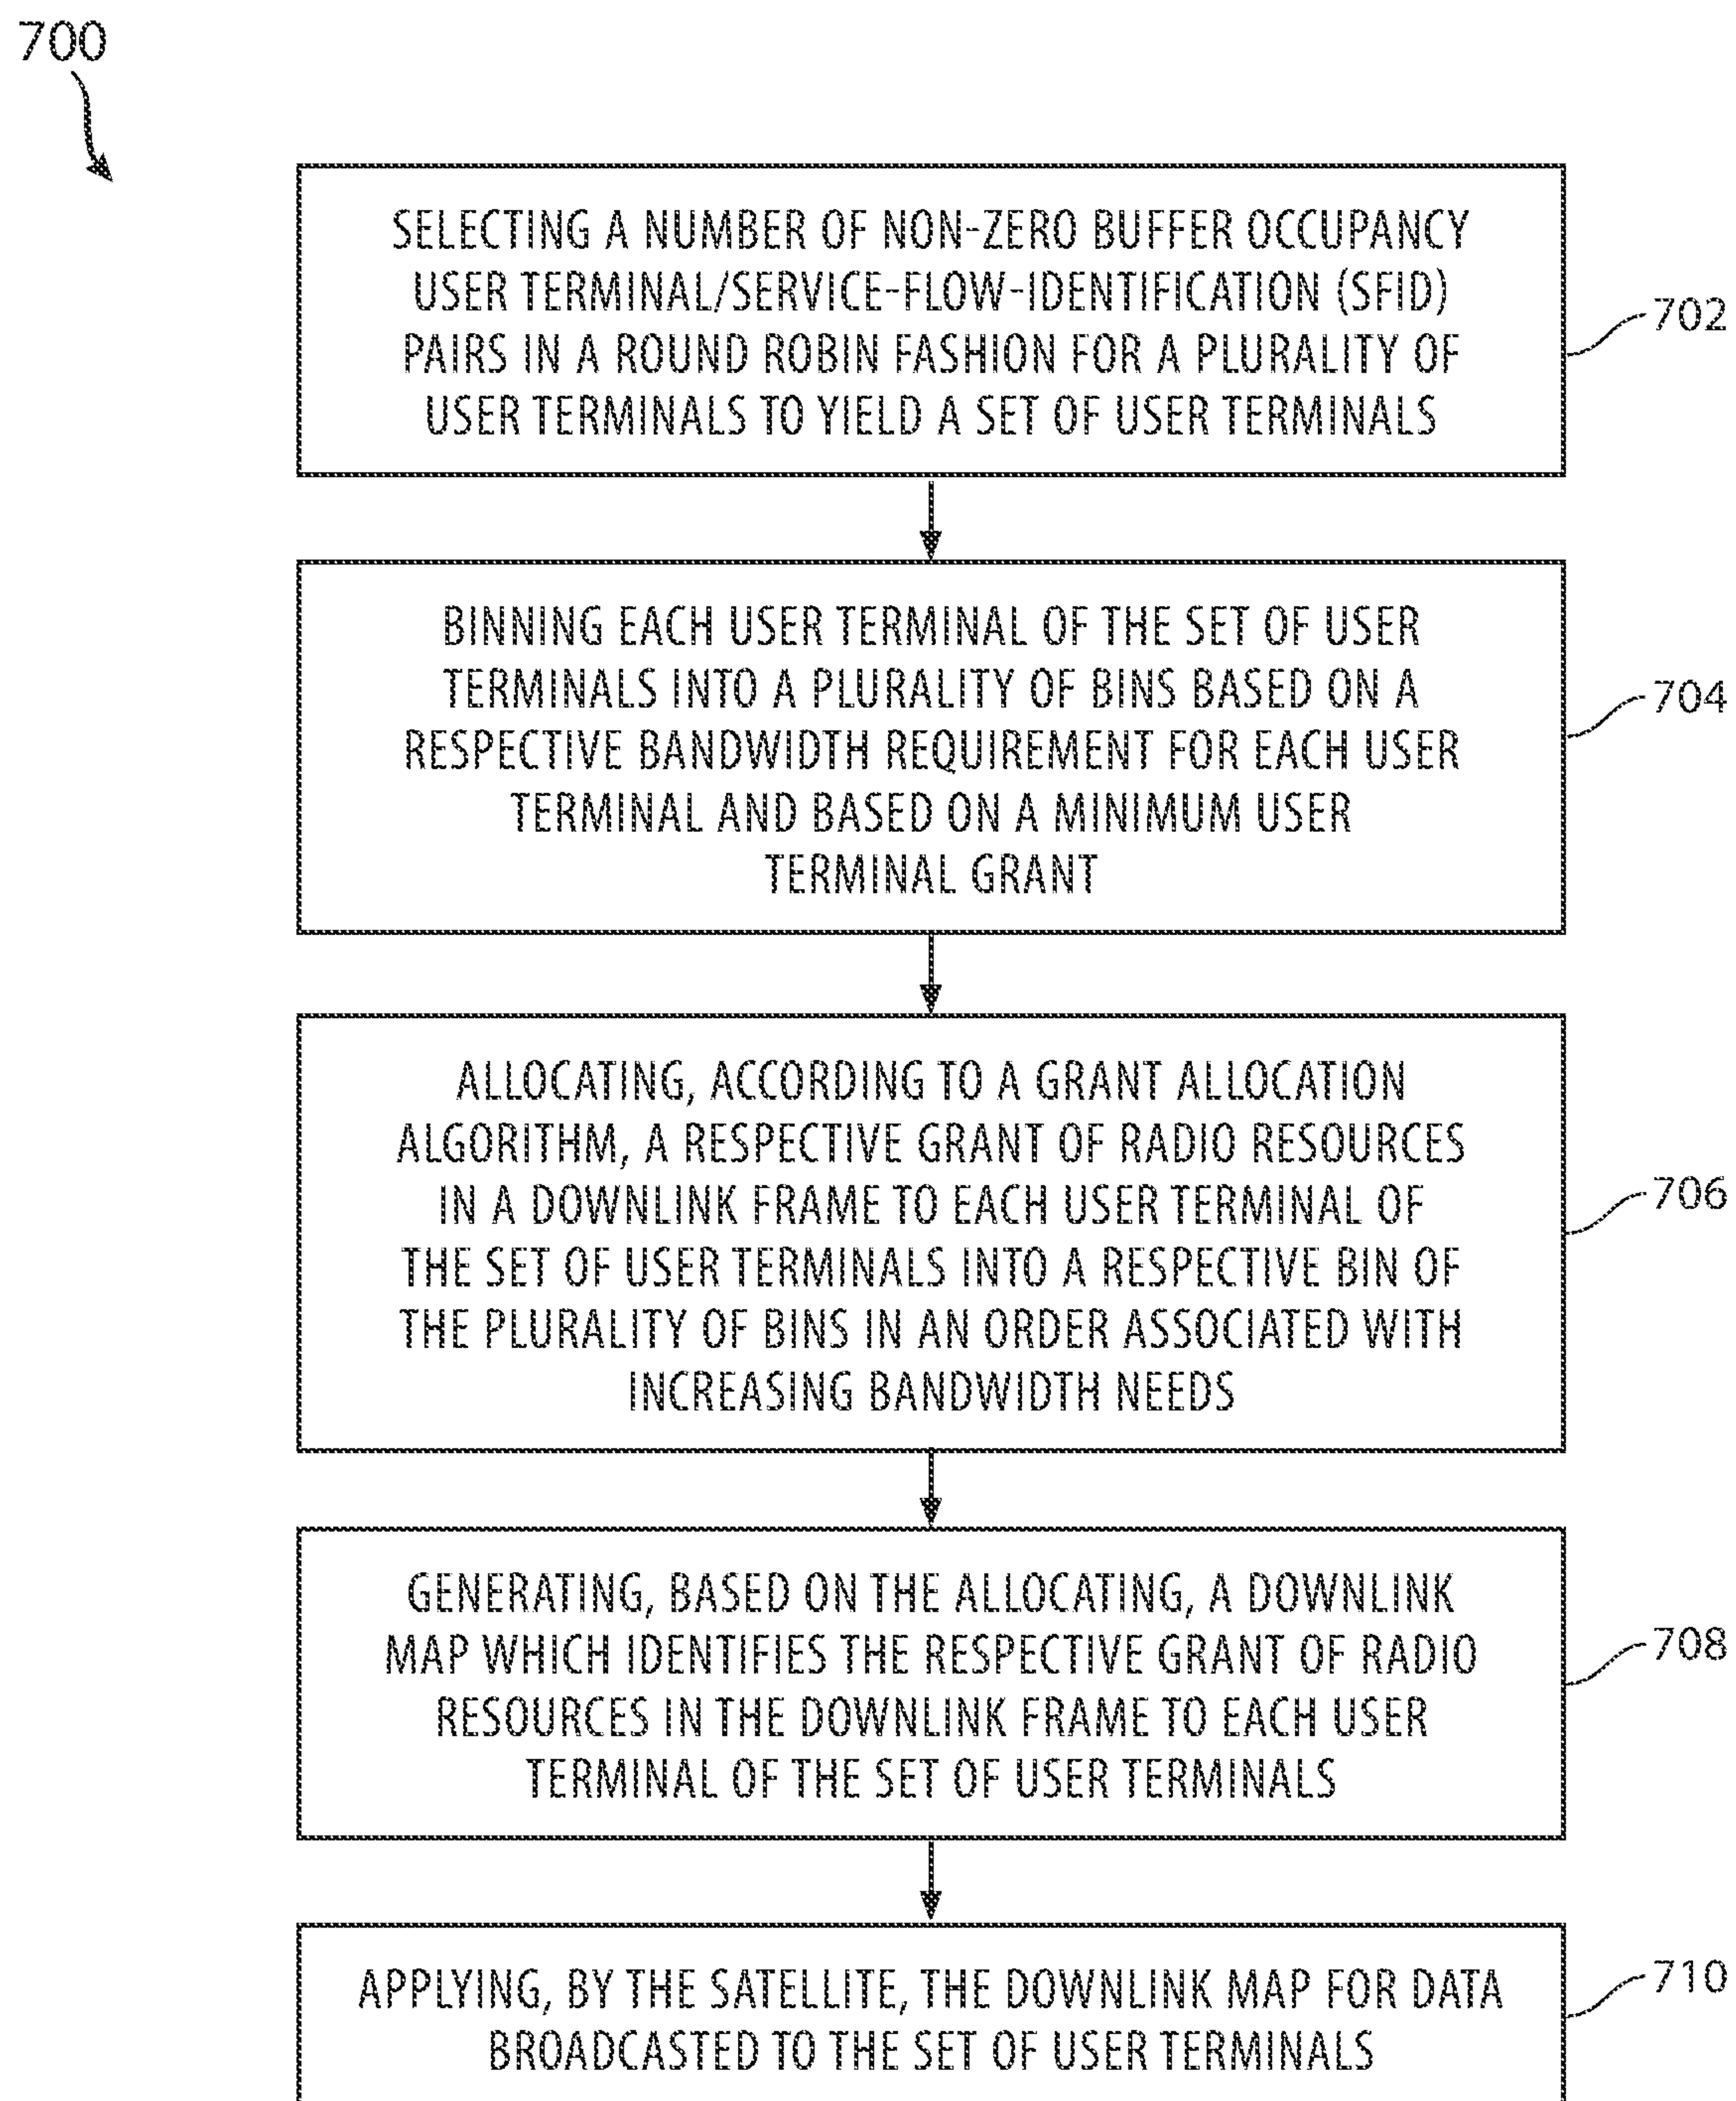 700
SELECTING A NUMBER OF NON-ZERO BUFFER OCCUPANCY
USER TERMINAL/SERVICE-FLOW-IDENTIFICATION (SFID)
PAIRS IN A ROUND ROBIN FASHION FOR A PLURALITY OF
USER TERMINALS TO YIELD A SET OF USER TERMINALS
702
BINNING EACH USER TERMINAL OF THE SET OF USER
TERMINALS INTO A PLURALITY OF BINS BASED ON A
RESPECTIVE BANDWIDTH REQUIREMENT FOR EACH USER
TERMINAL AND BASED ON A MINIMUM USER
TERMINAL GRANT
704
ALLOCATING, ACCORDING TO A GRANT ALLOCATION
ALGORITHM, A RESPECTIVE GRANT OF RADIO RESOURCES
IN A DOWNLINK FRAME TO EACH USER TERMINAL OF
THE SET OF USER TERMINALS INTO A RESPECTIVE BIN OF
THE PLURALITY OF BINS IN AN ORDER ASSOCIATED WITH
INCREASING BANDWIDTH NEEDS
706
GENERATING, BASED ON THE ALLOCATING, A DOWNLINK
MAP WHICH IDENTIFIES THE RESPECTIVE GRANT OF RADIO
RESOURCES IN THE DOWNLINK FRAME TO EACH USER
TERMINAL OF THE SET OF USER TERMINALS
708
APPLYING, BY THE SATELLITE, THE DOWNLINK MAP FOR DATA
BROADCASTED TO THE SET OF USER TERMINALS
710